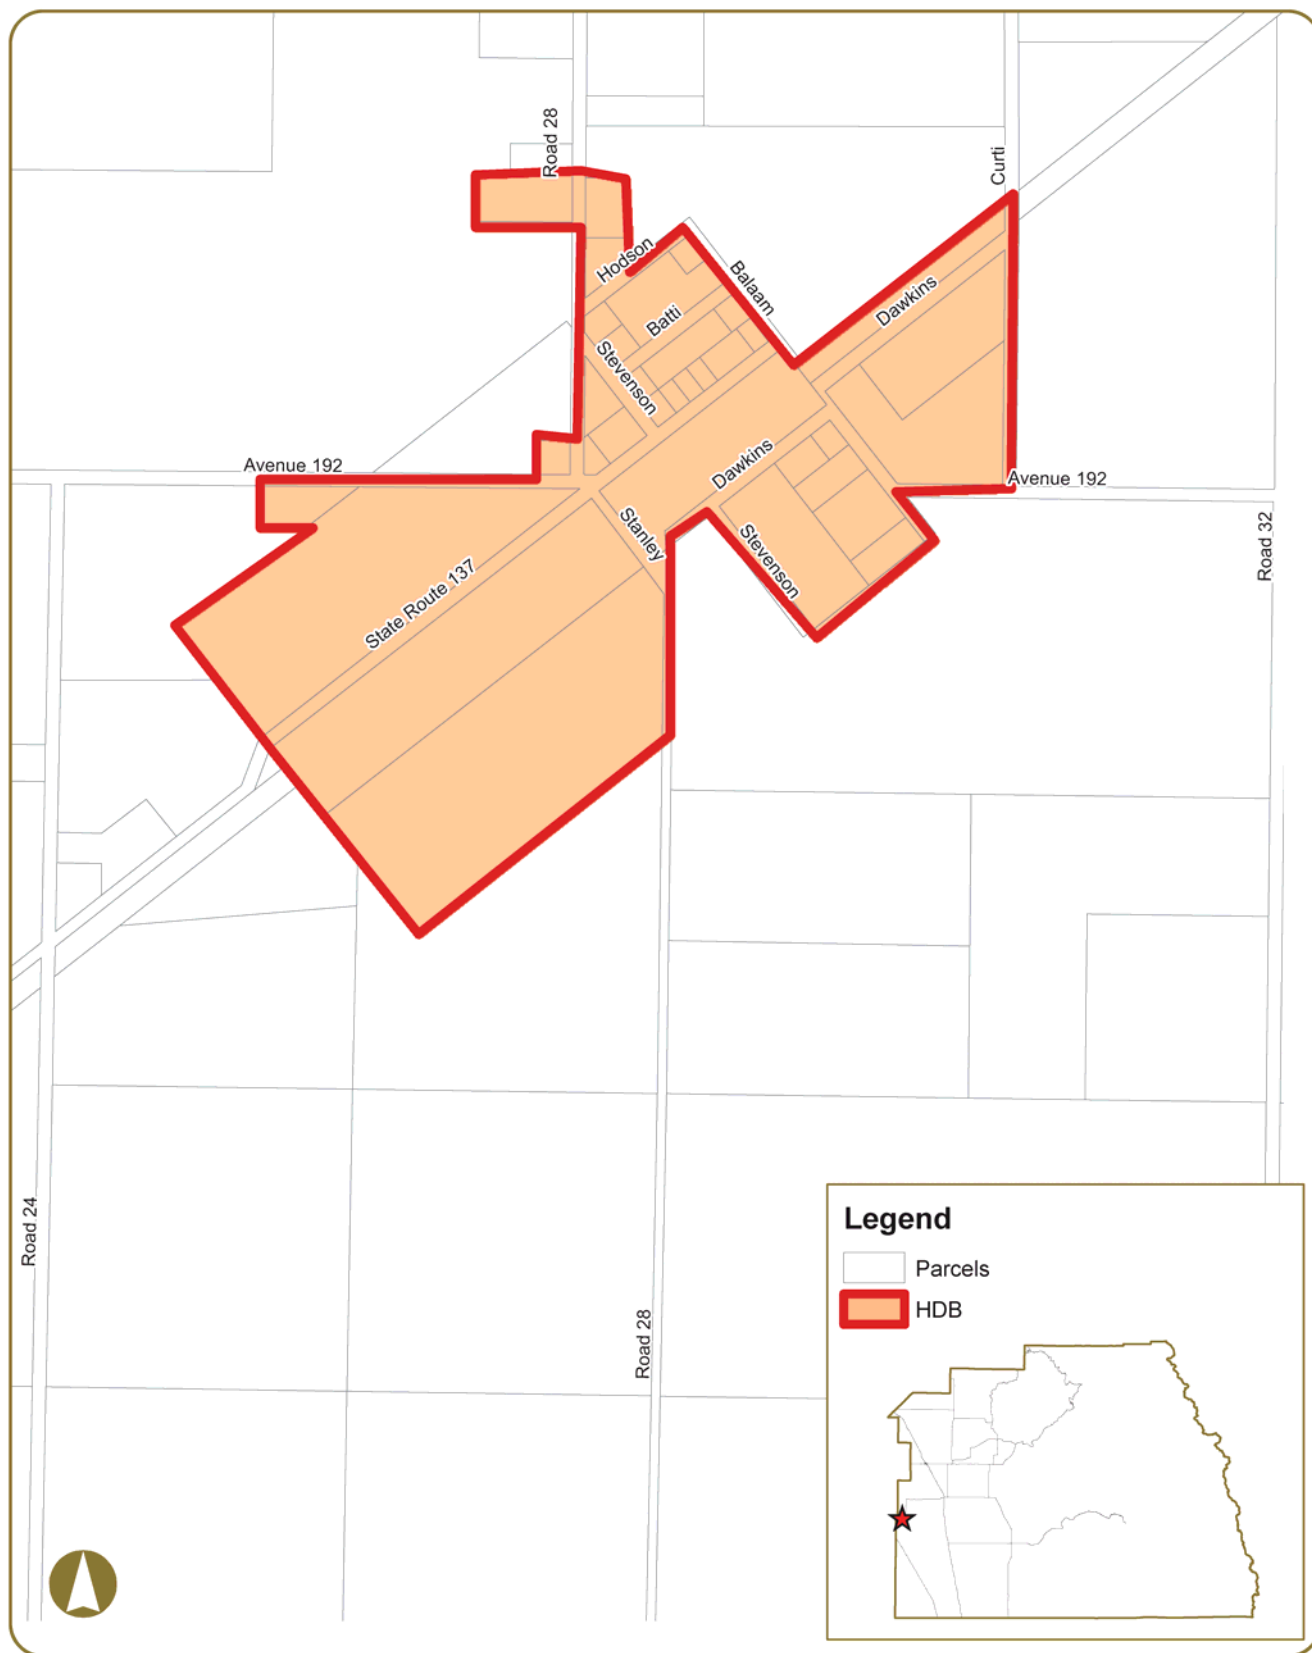 Road 28
Curti
Hodson
Balaam
Dawkins
Batti
Stevenson
Avenue 192
Dawkins
Avenue 192
Stanley
Stevenson
Road 32
State Route 137
Road 24
Road 28
Legend
Parcels
HDB